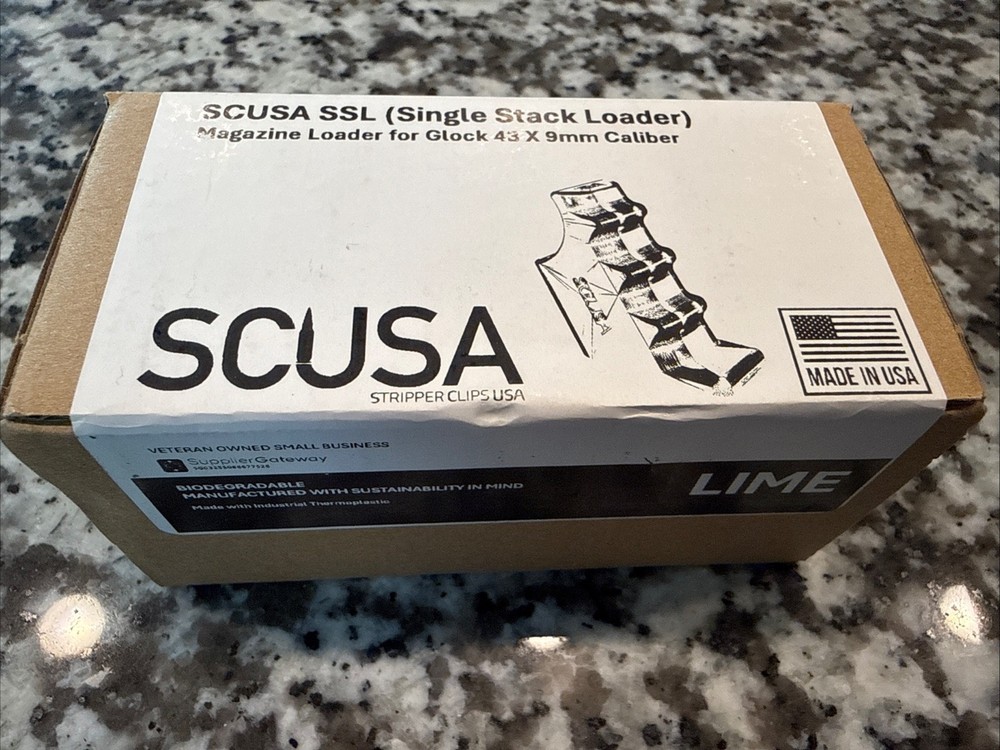 SCUSA SSL (Single Stack Loader)
Magazine Loader for Glock 43 X 9mm Caliber
SCUSA
STRIPPER CLIPS USA
MADE IN USA
VETERAN OWNED SMALL BUSINESS
SupplierGateway
BIODEGRADABLE
MANUFACTURED WITH SUSTAINABILITY IN MIND
Made with Industrial Thermoplastic
LIME